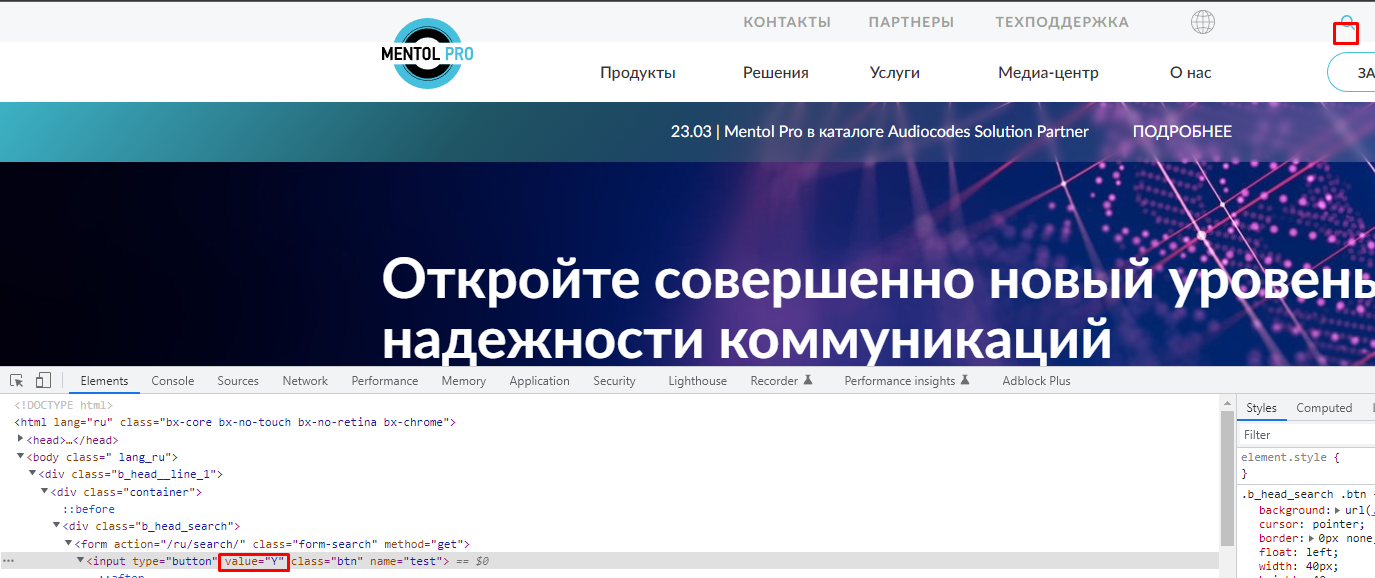 КОНТАКТЫ ПАРТНЕРЫ ТЕХПОДДЕРЖКА
MENTOL PRO
Продукты Решения Услуги Медиа-центр О нас ЗА
23.03 | Mentol Pro в каталоге Audiocodes Solution Partner ПОДРОБНЕЕ
Откройте совершенно новый уровень
надежности коммуникаций
Elements Console Sources Network Performance Memory Application Security Lighthouse Recorder Performance insights Adblock Plus
<!DOCTYPE html>
<html lang="ru" class="bx-core bx-no-touch bx-no-retina bx-chrome">
<head>…</head>
<body class=" lang_ru">
<div class="b_head__line_1">
<div class="container">
::before
<div class="b_head_search">
<form action="/ru/search/" class="form-search" method="get">
<input type="button" value="Y" class="btn" name="test"> == $0
::after
Styles Computed
Filter
element.style {
}
.b_head_search .btn {
background: url(
cursor: pointer;
border: 0px none
float: left;
width: 40px;